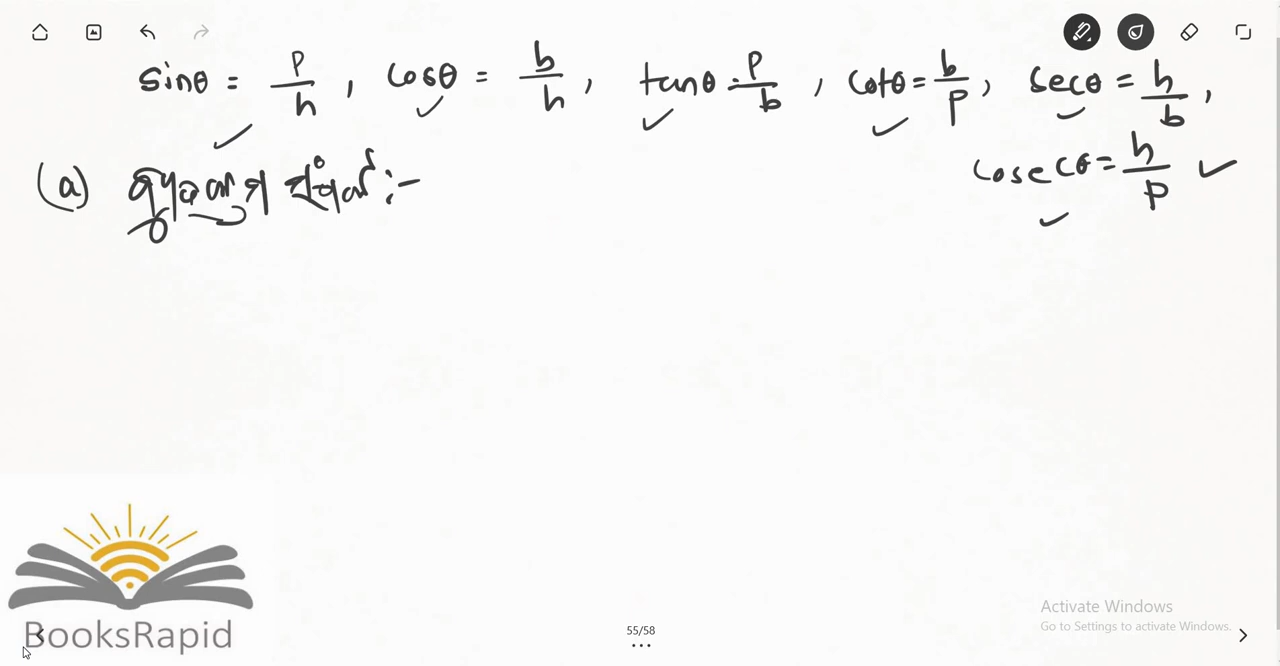 sinθ = p/h , cosθ = b/h , tanθ = p/b , cotθ = b/p , secθ = h/b ,
cosecθ = h/p
(a) :-
BooksRapid
Activate Windows
Go to Settings to activate Windows.
55/58